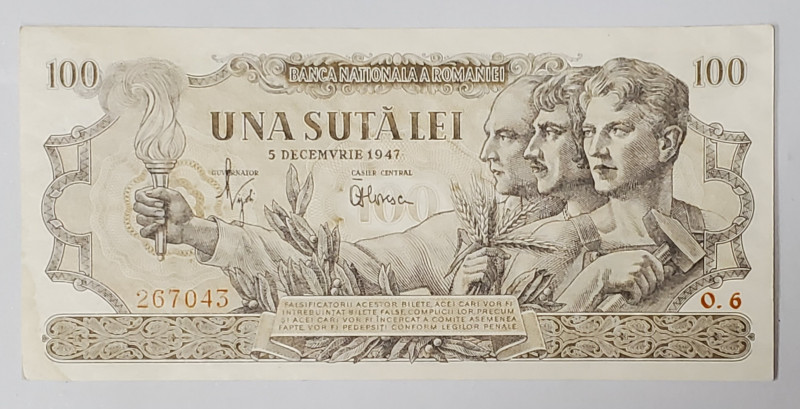 100
BANCA NATIONALA A ROMANIEI
100
UNA SUTĂ LEI
5 DECEMVRIE 1947
GUVERNATOR
CASIER CENTRAL
100
267043
O. 6
FALSIFICATORII ACESTOR BILETE, ACEI CARI VOR FI
INTREBUINTAT BILETE FALSE, COMPLICII LOR, PRECUM
SI ACEI CARI VOR FI INCERCAT A COMITE ASEMENEA
FAPTE, VOR FI PEDEPSITI CONFORM LEGILOR PENALE